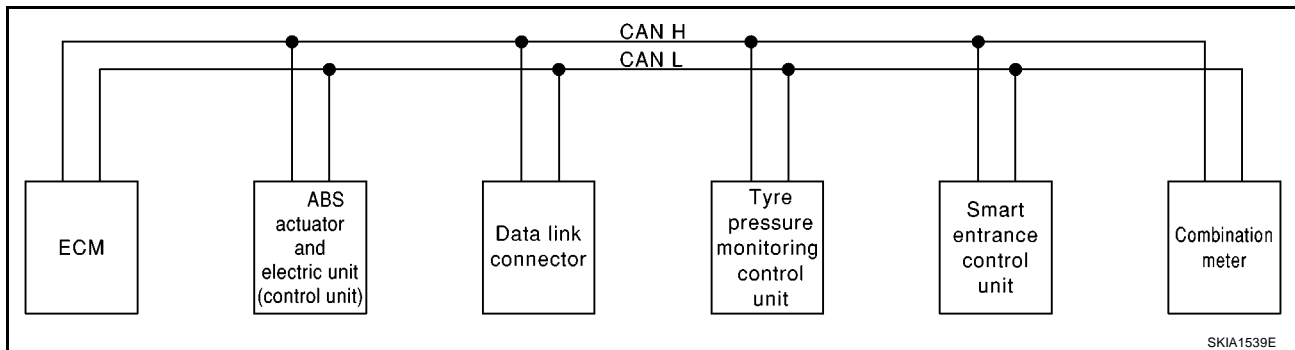 CAN H
CAN L
ECM
ABS
actuator
and
electric unit
(control unit)
Data link
connector
Tyre
pressure
monitoring
control
unit
Smart
entrance
control
unit
Combination
meter
SKIA1539E